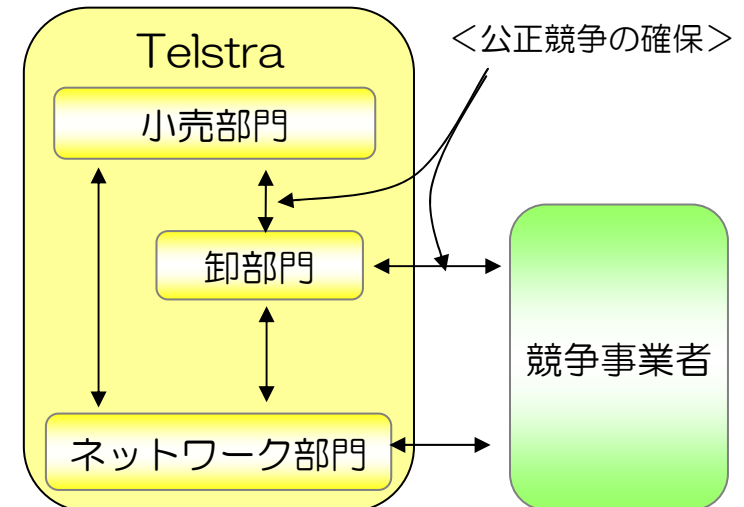 Telstra
＜公正競争の確保＞
小売部門
卸部門
競争事業者
ネットワーク部門